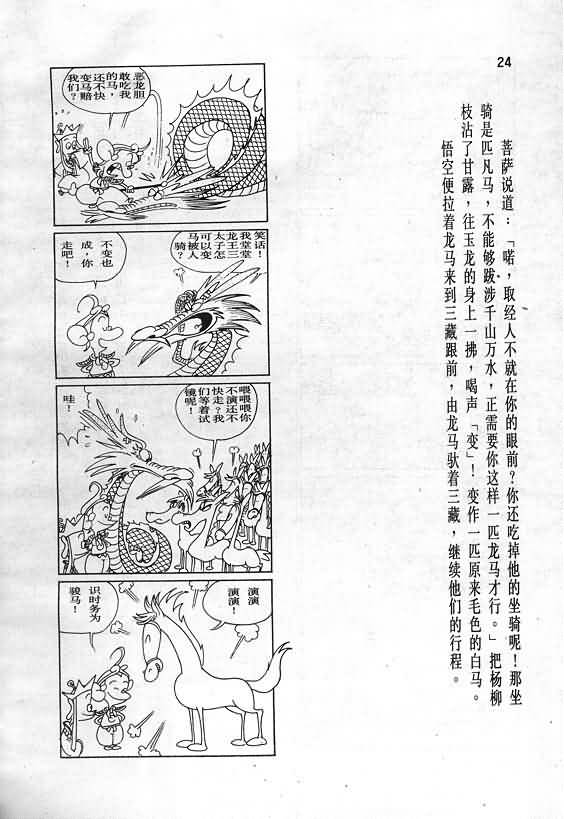 24
菩萨说道：「喏，取经人不就在你的眼前？你还吃掉他的坐骑呢！那坐
骑是匹凡马，不能够跋涉千山万水，正需要你这样一匹龙马才行。」把杨柳
枝沾了甘露，往玉龙的身上一拂，喝声「变」！变作一匹原来毛色的白马。
悟空便拉着龙马来到三藏跟前，由龙马驮着三藏，继续他们的行程。
恶龙胆
敢吃我
的马，
还不快
变马赔
我们？
笑话！
我堂堂
龙王三
太子怎
可以变
马被人
骑？
不变也
成，你
走吧！
喂喂喂
喂你还
不演不
快走？我
们等着试
镜呢！
哇！
演演
演演！
识时务为
骏马！